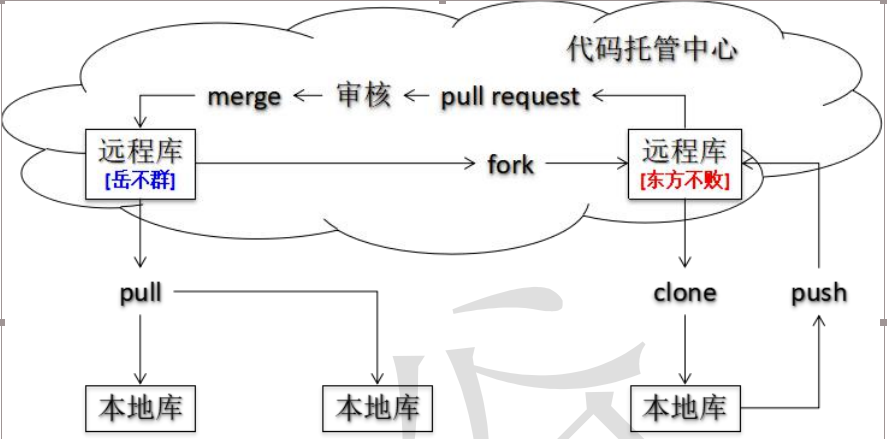 代码托管中心
merge
审核
pull request
远程库
[岳不群]
fork
远程库
[东方不败]
pull
clone
push
本地库
本地库
本地库